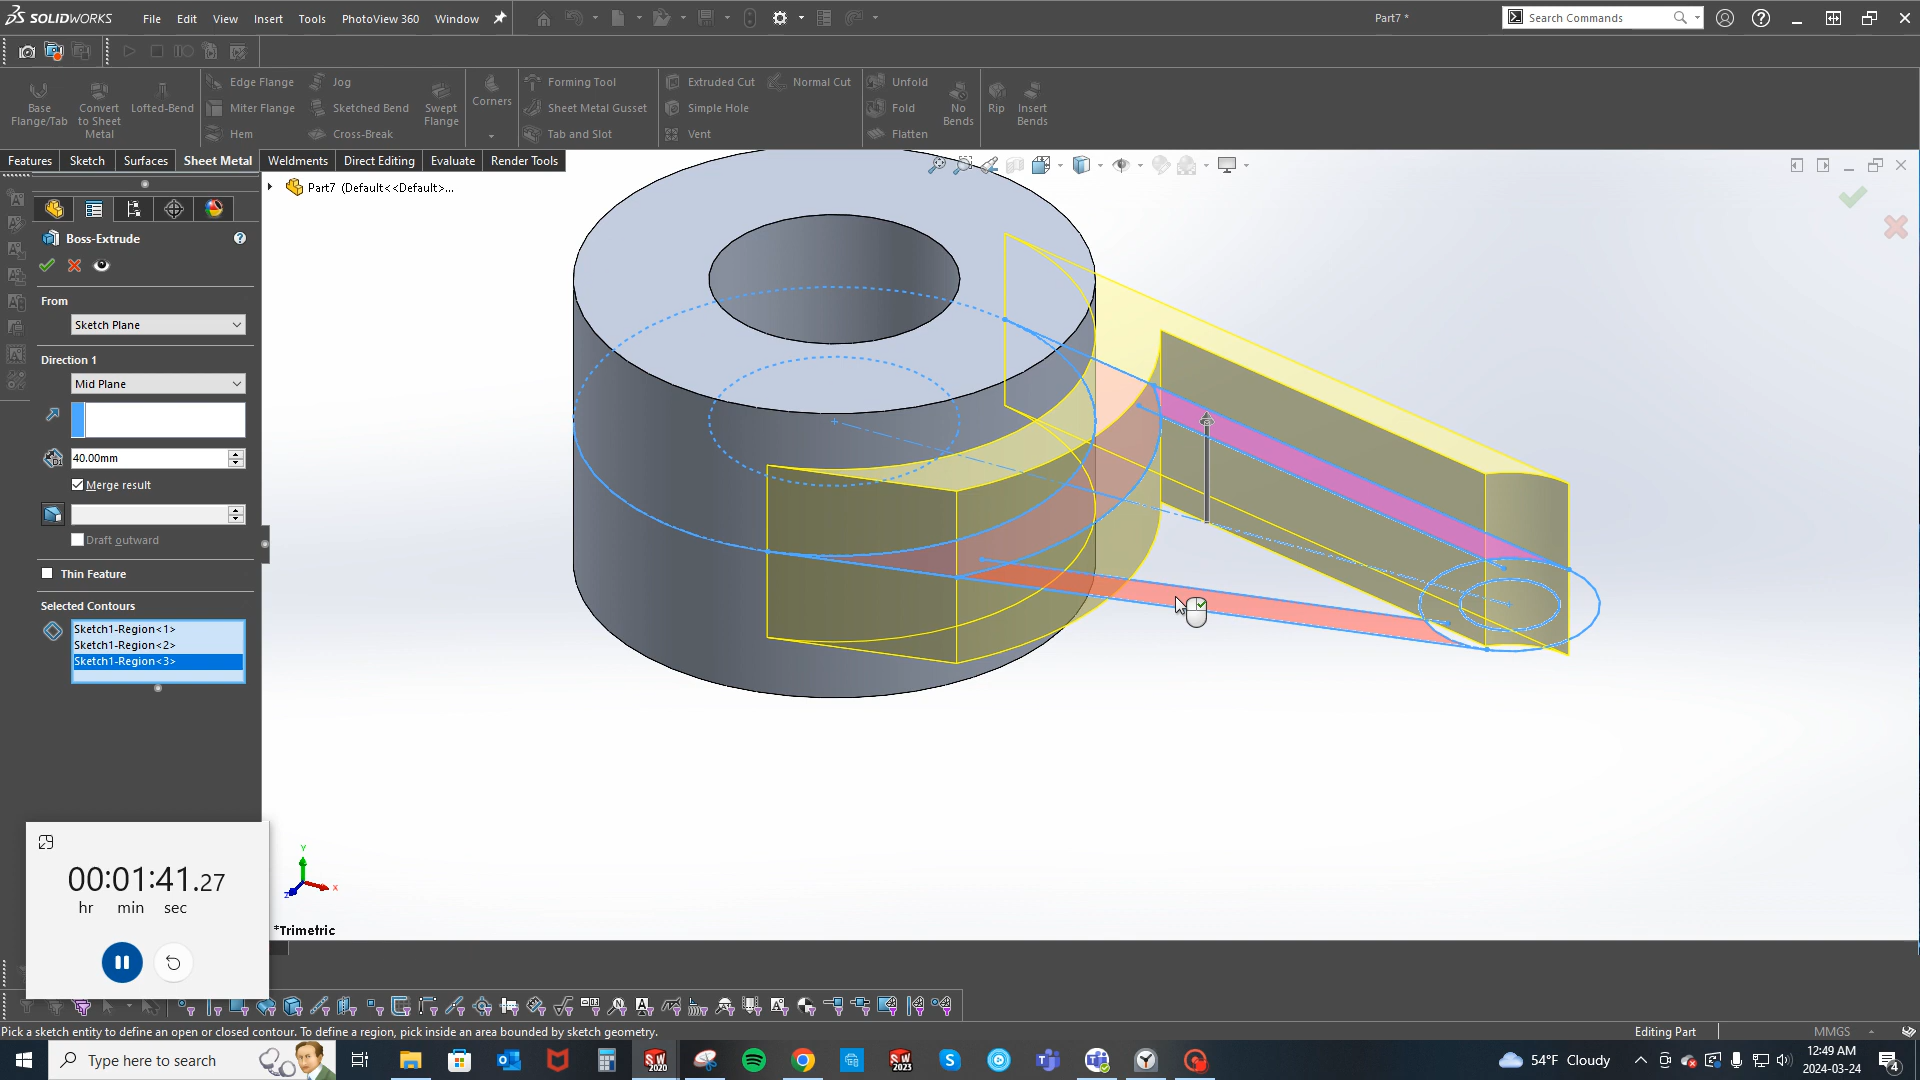 SOLIDWORKS File Edit View Insert Tools PhotoView 360 Window Part7 * Search Commands
Base Flange/Tab
Convert to Sheet Metal
Lofted-Bend
Edge Flange
Miter Flange
Hem
Jog
Sketched Bend
Cross-Break
Swept Flange
Corners
Forming Tool
Sheet Metal Gusset
Tab and Slot
Extruded Cut
Simple Hole
Vent
Normal Cut
Unfold
Fold
Flatten
No Bends
Rip
Insert Bends
Features Sketch Surfaces Sheet Metal Weldments Direct Editing Evaluate Render Tools
Part7 (Default<<Default>...
Boss-Extrude
From
Sketch Plane
Direction 1
Mid Plane
D1
40.00mm
Merge result
Draft outward
Thin Feature
Selected Contours
Sketch1-Region<1>
Sketch1-Region<2>
Sketch1-Region<3>
00:01:41.27
hr min sec
Y
X
Z
*Trimetric
Pick a sketch entity to define an open or closed contour. To define a region, pick inside an area bounded by sketch geometry.
Editing Part
MMGS
Type here to search
SW 2020
SW 2023
54°F Cloudy
12:49 AM
2024-03-24
4